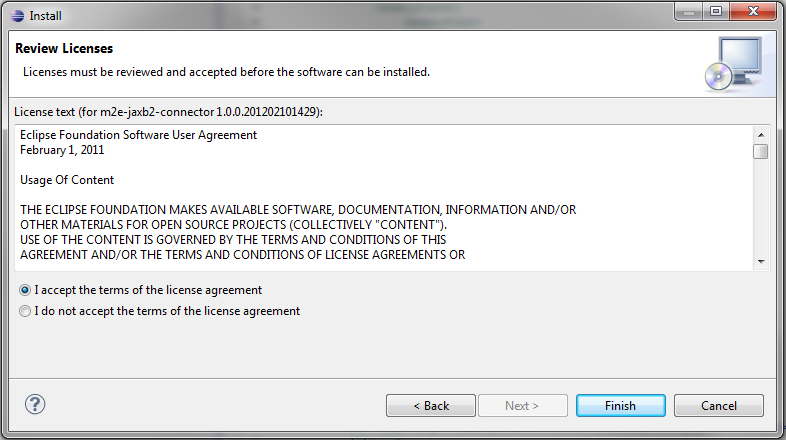 Install
Review Licenses
Licenses must be reviewed and accepted before the software can be installed.
License text (for m2e-jaxb2-connector 1.0.0.201202101429):
Eclipse Foundation Software User Agreement
February 1, 2011
Usage Of Content
THE ECLIPSE FOUNDATION MAKES AVAILABLE SOFTWARE, DOCUMENTATION, INFORMATION AND/OR
OTHER MATERIALS FOR OPEN SOURCE PROJECTS (COLLECTIVELY "CONTENT").
USE OF THE CONTENT IS GOVERNED BY THE TERMS AND CONDITIONS OF THIS
AGREEMENT AND/OR THE TERMS AND CONDITIONS OF LICENSE AGREEMENTS OR
I accept the terms of the license agreement
I do not accept the terms of the license agreement
? < Back Next > Finish Cancel